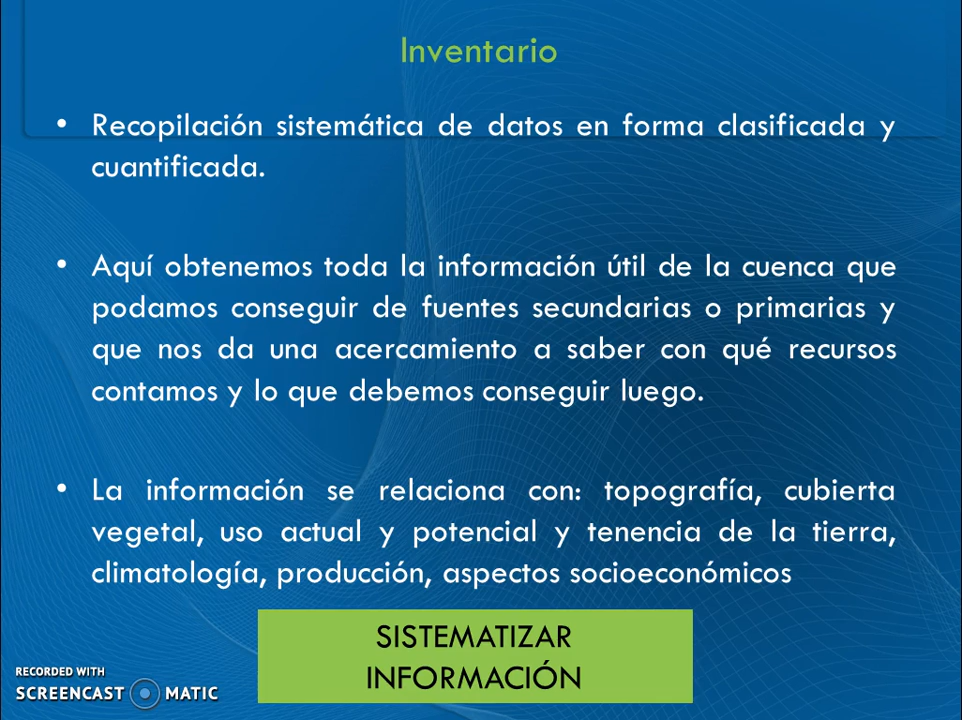 Inventario
• Recopilación sistemática de datos en forma clasificada y
cuantificada.
• Aquí obtenemos toda la información útil de la cuenca que
podamos conseguir de fuentes secundarias o primarias y
que nos da una acercamiento a saber con qué recursos
contamos y lo que debemos conseguir luego.
• La información se relaciona con: topografía, cubierta
vegetal, uso actual y potencial y tenencia de la tierra,
climatología, producción, aspectos socioeconómicos
SISTEMATIZAR
INFORMACIÓN
RECORDED WITH
SCREENCAST MATIC